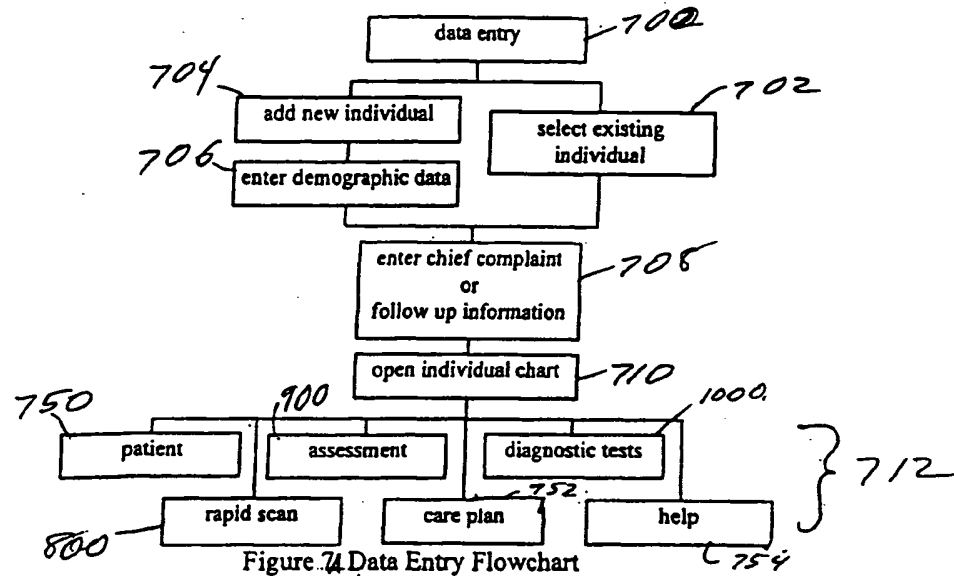 data entry
700
704
add new individual
702
select existing
individual
706
enter demographic data
enter chief complaint
or
follow up information
708
open individual chart
710
750
patient
900
assessment
1000
diagnostic tests
712
800
rapid scan
752
care plan
help
754
Data Entry Flowchart